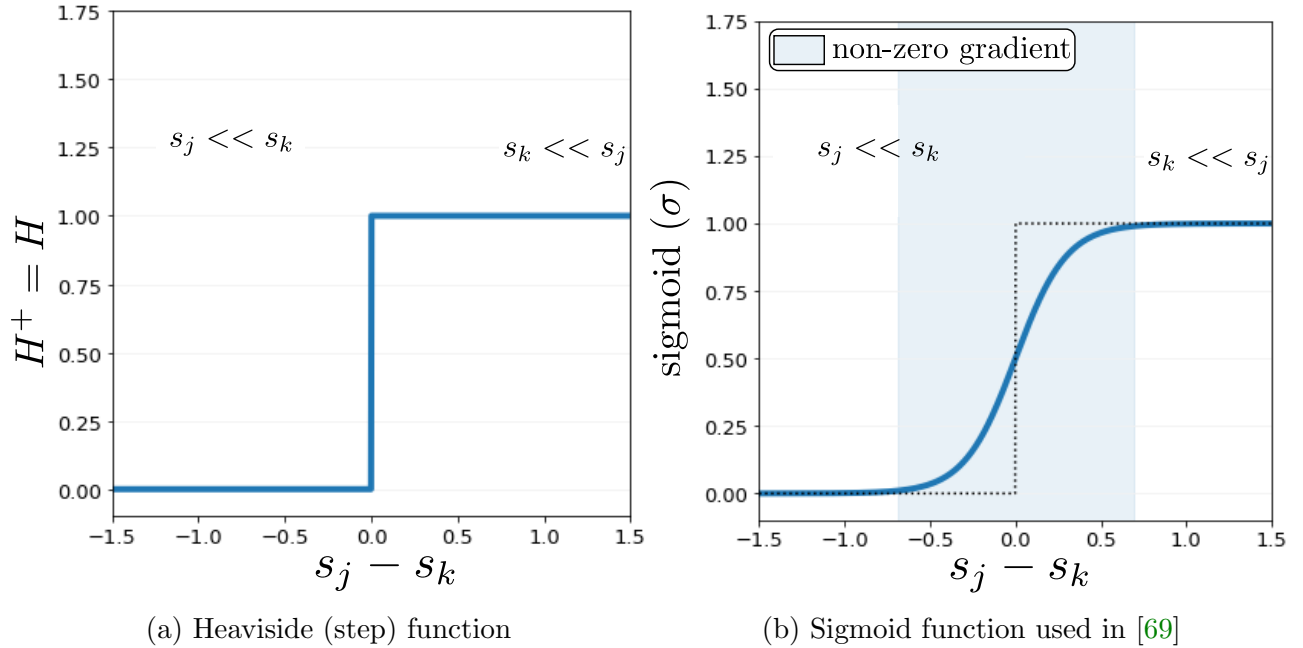 1.75
1.50
1.25
1.00
0.75
0.50
0.25
0.00
H⁺ = H
s_j << s_k
s_k << s_j
−1.5 −1.0 −0.5 0.0 0.5 1.0 1.5
s_j − s_k
(a) Heaviside (step) function
1.75
1.50
1.25
1.00
0.75
0.50
0.25
0.00
sigmoid (σ)
non-zero gradient
s_j << s_k
s_k << s_j
−1.5 −1.0 −0.5 0.0 0.5 1.0 1.5
s_j − s_k
(b) Sigmoid function used in [69]